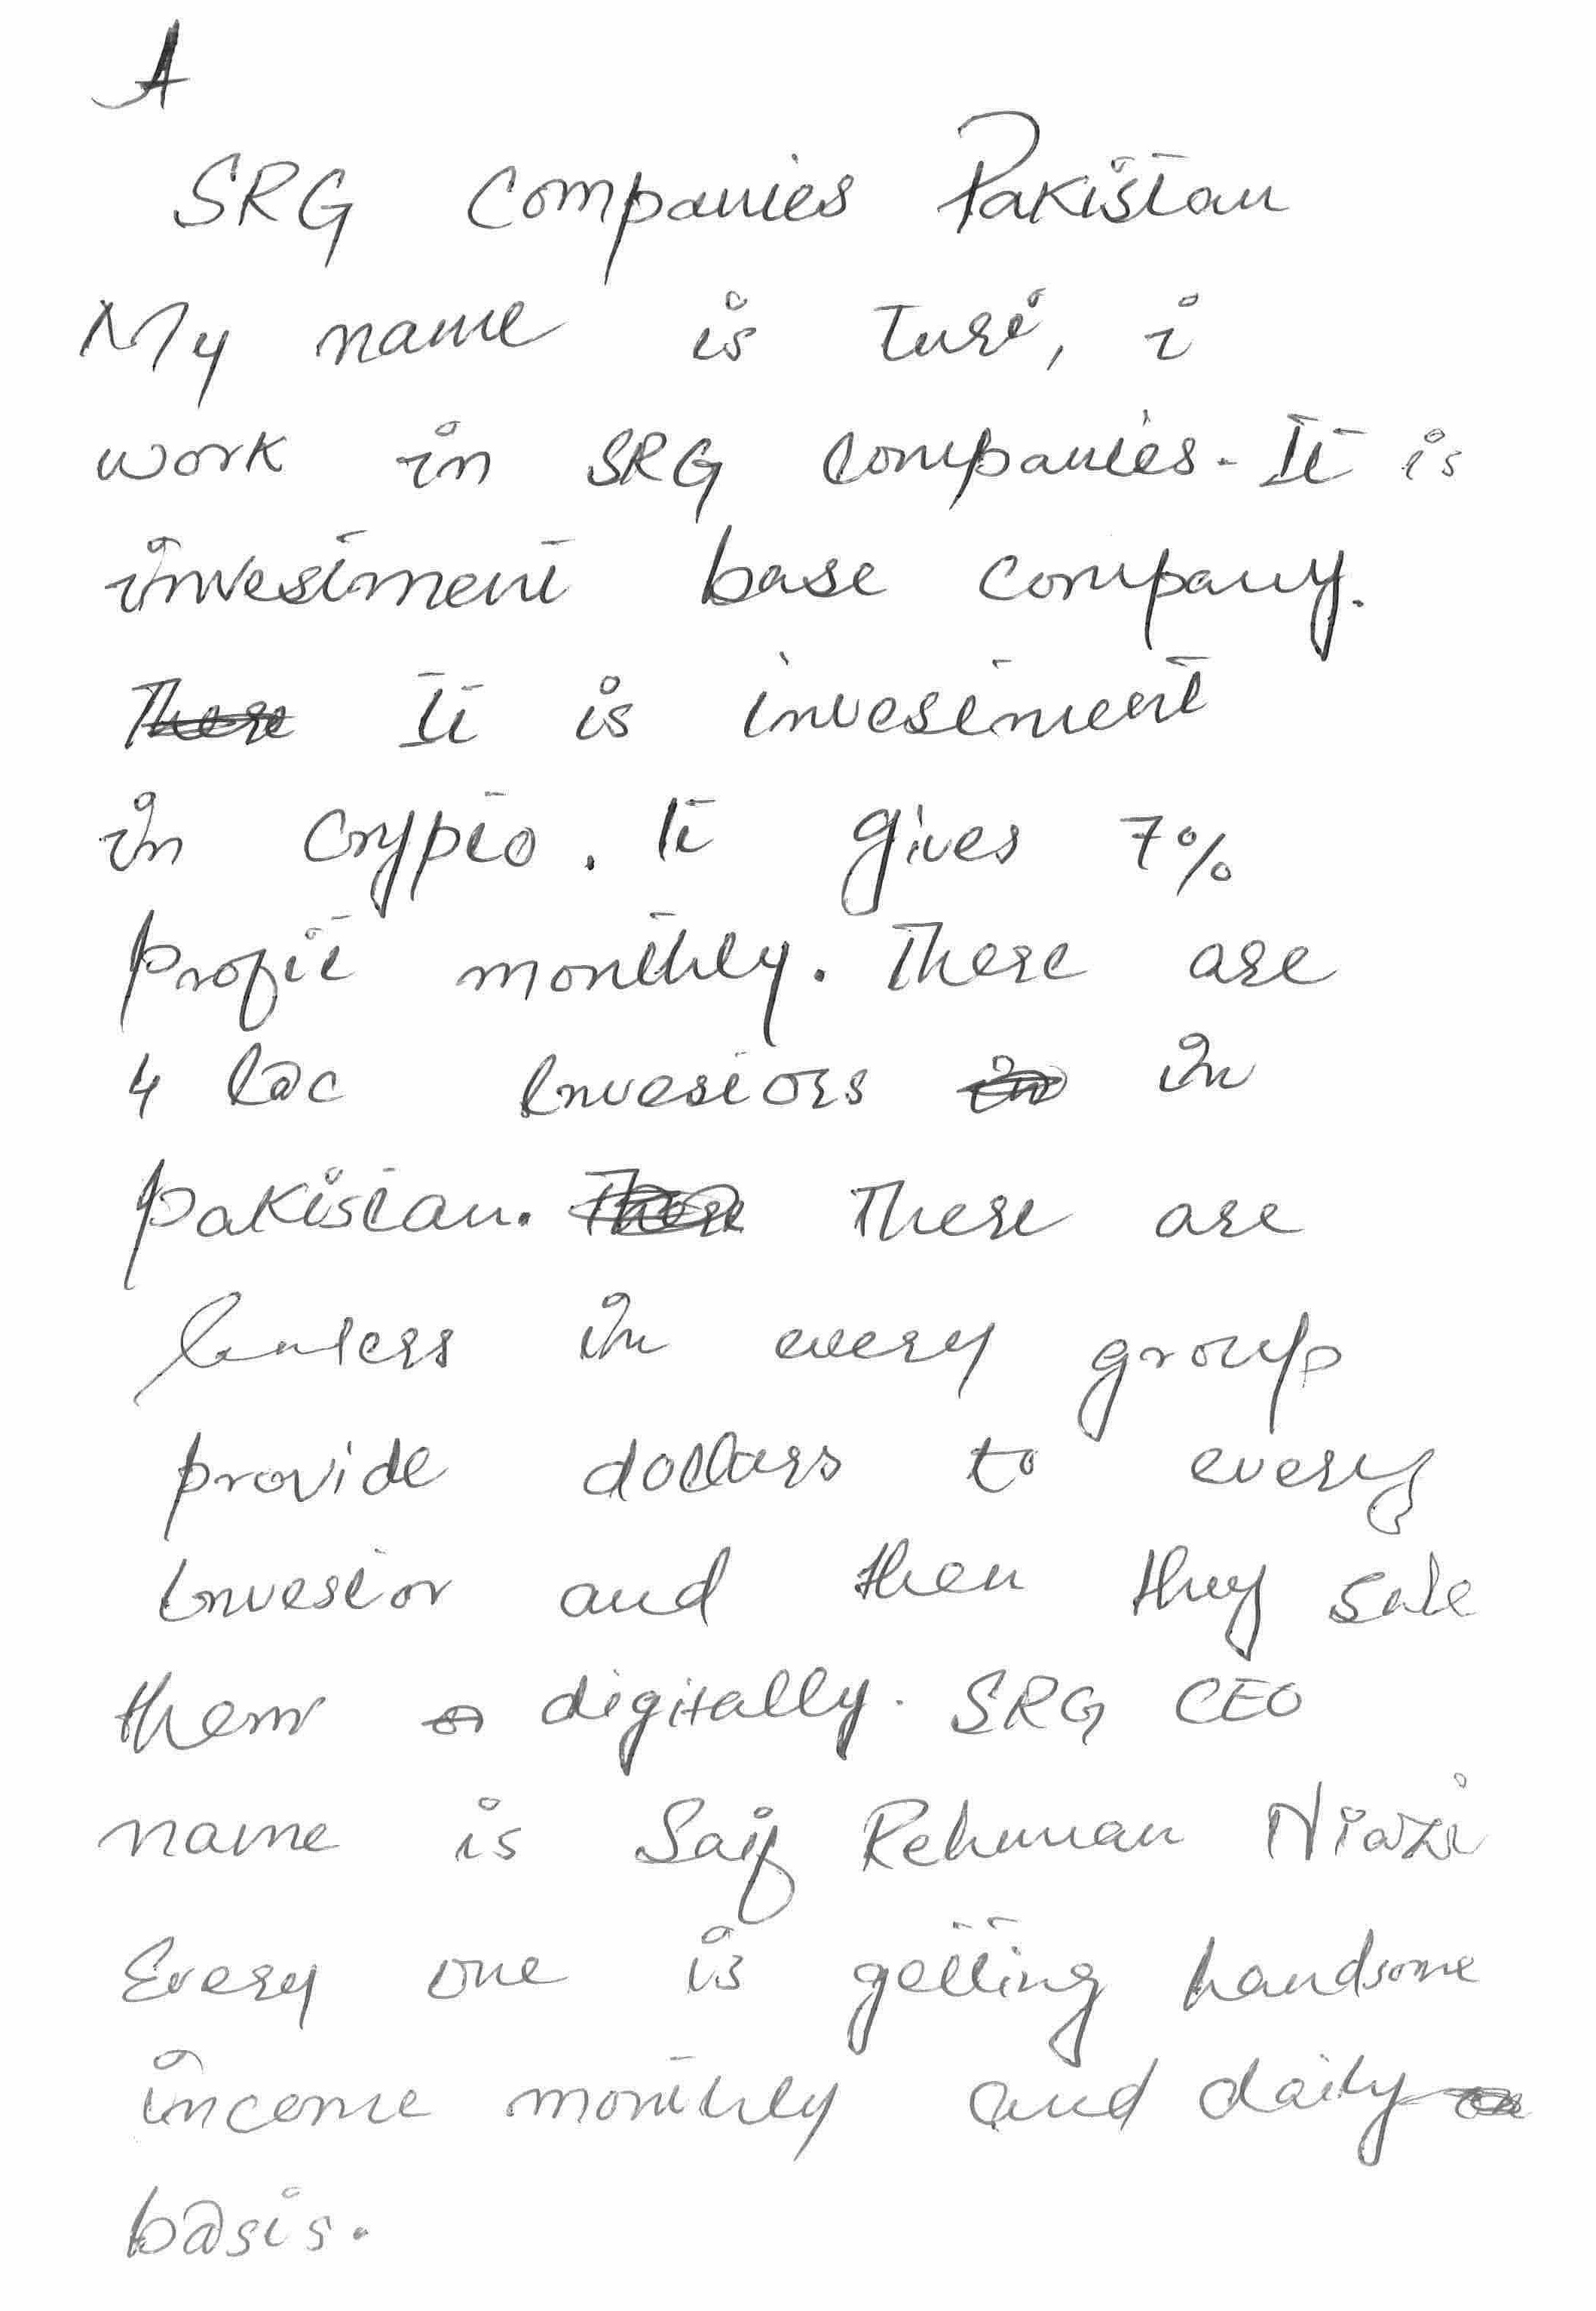 A
SRG Companies Pakistan
My name is Turi, i
work in SRG Companies. It is
investment base company.
It is investment
in Crypto. It gives 7%
profit monthly. There are
4 lac Investors in
pakistan. There are
in every group
provide dollars to every
Investor and then they sale
them digitally. SRG CEO
name is Saif Rehman Niazi
Every one is getting handsome
income monthly and daily
basis.